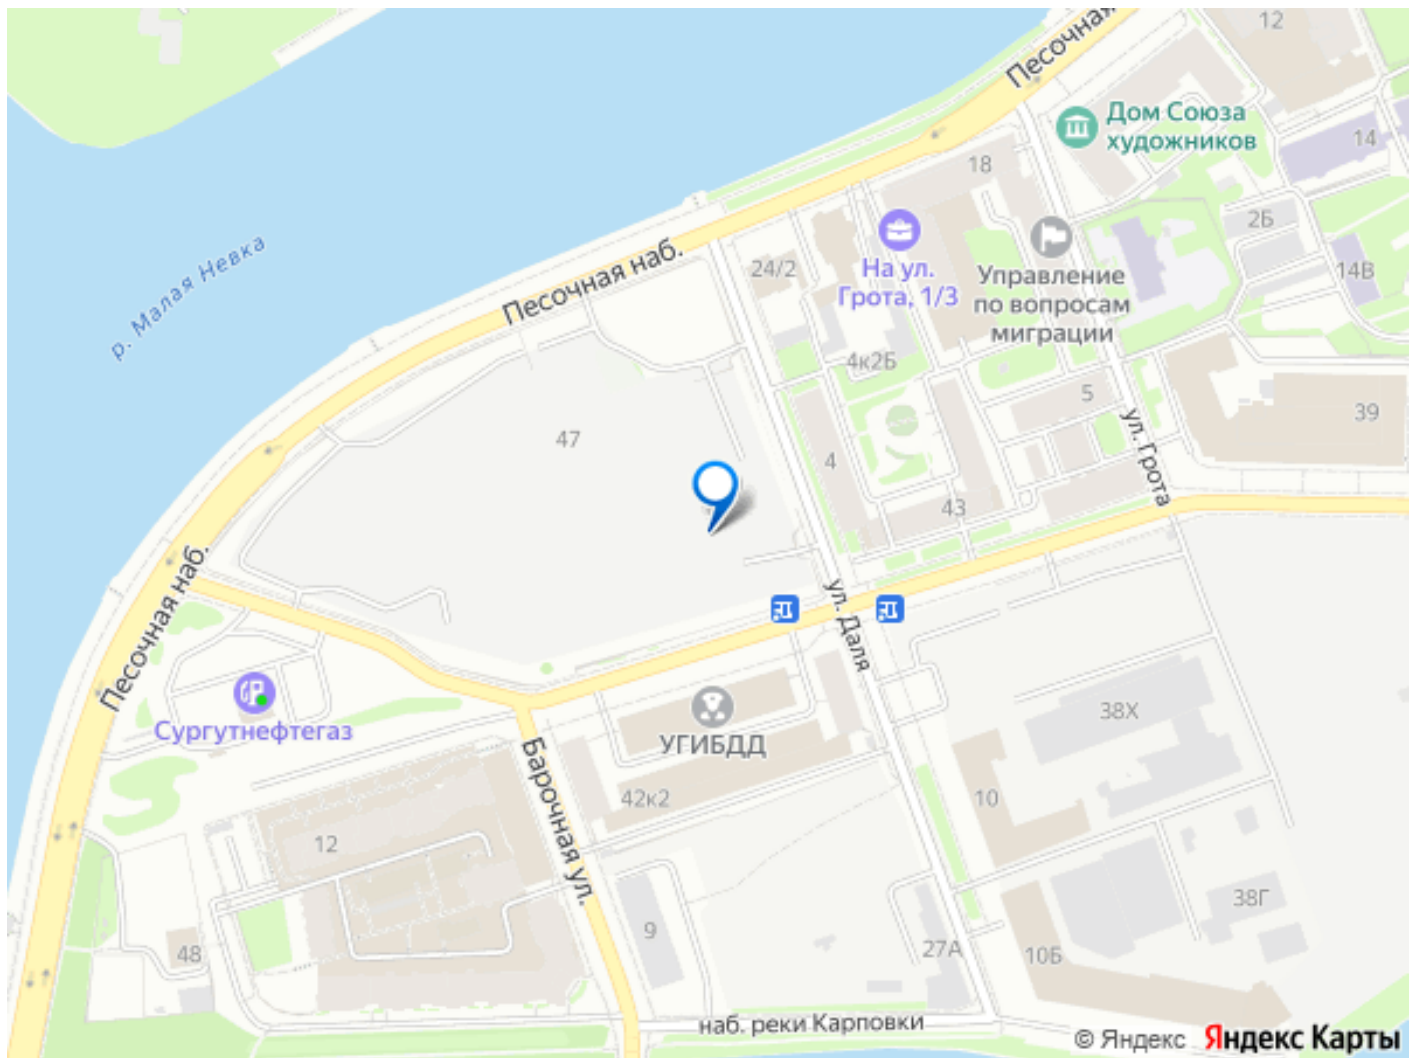 12
Песочная
Дом Союза
художников
14
18
2Б
р. Малая Невка
Песочная наб.
24/2
На ул.
Грота, 1/3
Управление
по вопросам
миграции
14В
4к2Б
5
39
47
4
ул. Грота
43
Песочная наб.
ул. Даля
Сургутнефтегаз
УГИБДД
38Х
Барочная ул.
42к2
10
12
38Г
9
48
27А
10Б
наб. реки Карповки
© Яндекс Яндекс Карты